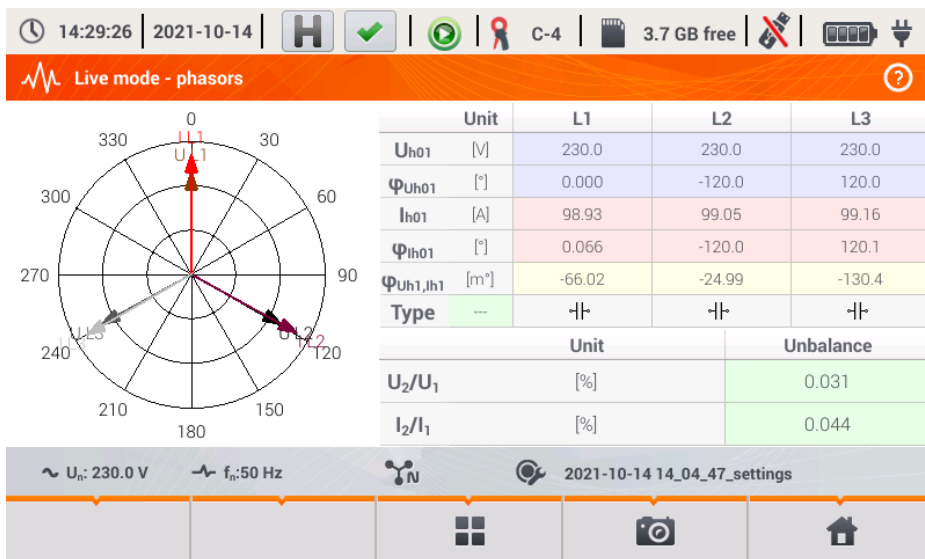 14:29:26 2021-10-14 H C-4 3.7 GB free
Live mode - phasors ?
0
30
60
90
120
150
180
210
240
270
300
330
U L1
U L2
Unit L1 L2 L3
Uh01 [V] 230.0 230.0 230.0
φUh01 [°] 0.000 -120.0 120.0
Ih01 [A] 98.93 99.05 99.16
φIh01 [°] 0.066 -120.0 120.1
φUh1,Ih1 [m°] -66.02 -24.99 -130.4
Type ---
Unit Unbalance
U₂/U₁ [%] 0.031
I₂/I₁ [%] 0.044
Uₙ: 230.0 V fₙ:50 Hz N 2021-10-14 14_04_47_settings